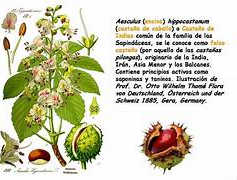 Aesculus (encina) hippocastanum
(castaña de caballo) o Castaño de
Indias común de la familia de las
Sapindáceas, se le conoce como falso
castaño (por aquello de las castañas
pilongas), originario de la India,
Irán, Asia Menor y los Balcanes.
Contiene principios activos como
saponinas y taninos. Ilustración de
Prof. Dr. Otto Wilhelm Thomé Flora
von Deutschland, Österreich und der
Schweiz 1885, Gera, Germany.